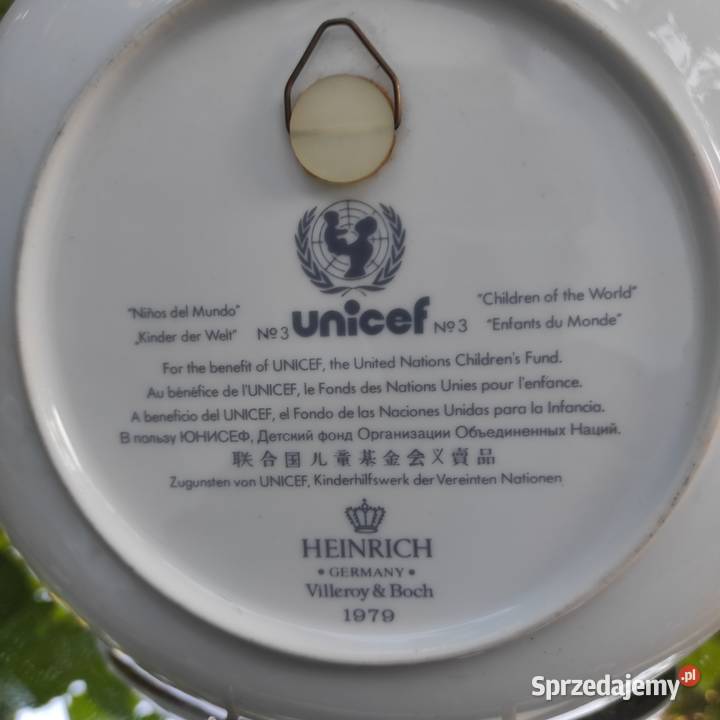 "Niños del Mundo" "Children of the World"
„Kinder der Welt" Nº3 unicef Nº3 "Enfants du Monde"
For the benefit of UNICEF, the United Nations Children's Fund.
Au bénéfice de l'UNICEF, le Fonds des Nations Unies pour l'enfance.
A beneficio del UNICEF, el Fondo de las Naciones Unidas para la Infancia.
В пользу ЮНИСЕФ, Детский фонд Организации Объединенных Наций.
联合国儿童基金会义賣品
Zugunsten von UNICEF, Kinderhilfswerk der Vereinten Nationen
HEINRICH
• GERMANY •
Villeroy & Boch
1979
Sprzedajemy.pl